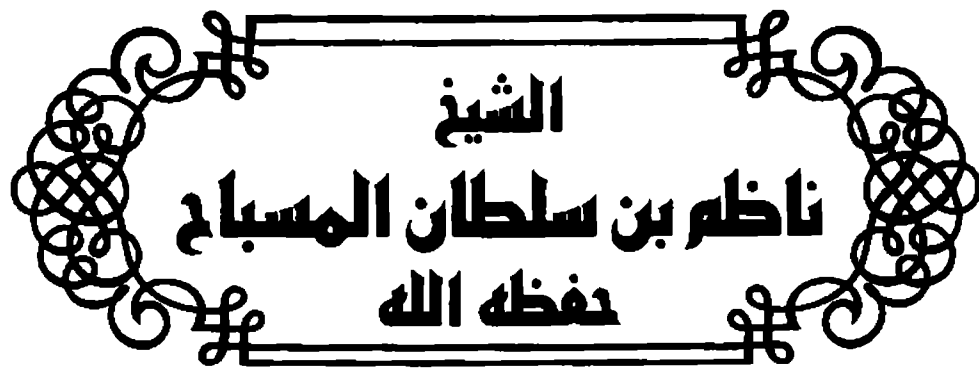 الشيخ
ناظم بن سلطان المسباح
حفظه الله